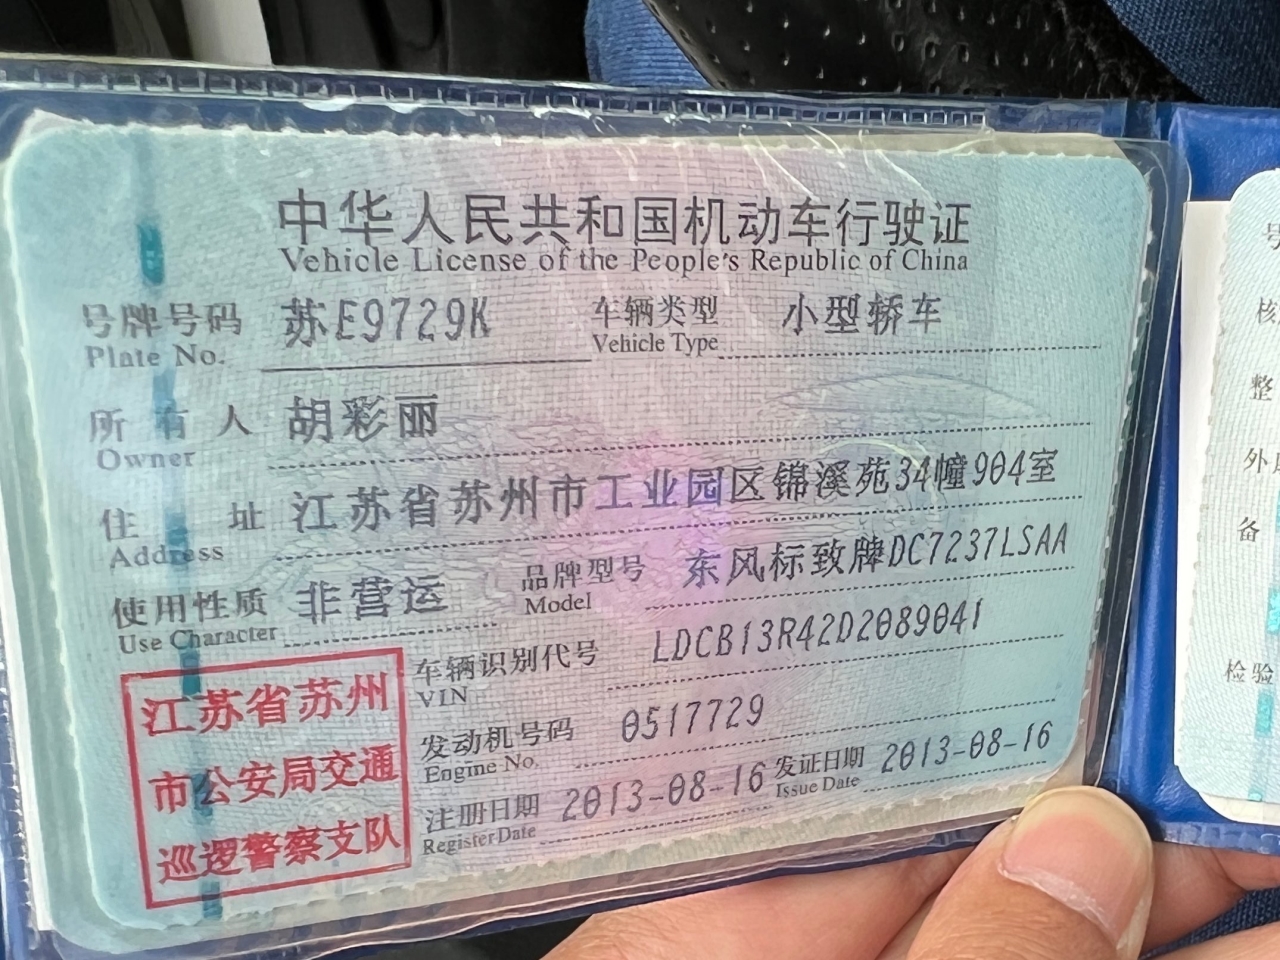 中华人民共和国机动车行驶证
Vehicle License of the People's Republic of China
号牌号码 苏E9729K 车辆类型 小型轿车
Plate No. Vehicle Type
所有人 胡彩丽
Owner
住址 江苏省苏州市工业园区锦溪苑34幢904室
Address
使用性质 非营运 品牌型号 东风标致牌DC7237LSAA
Use Character Model
车辆识别代号 LDCB13R42D2089041
VIN
发动机号码 0517729
Engine No.
注册日期 2013-08-16 发证日期 2013-08-16
Register Date Issue Date
江苏省苏州
市公安局交通
巡逻警察支队
号
核
整
外
备
检验